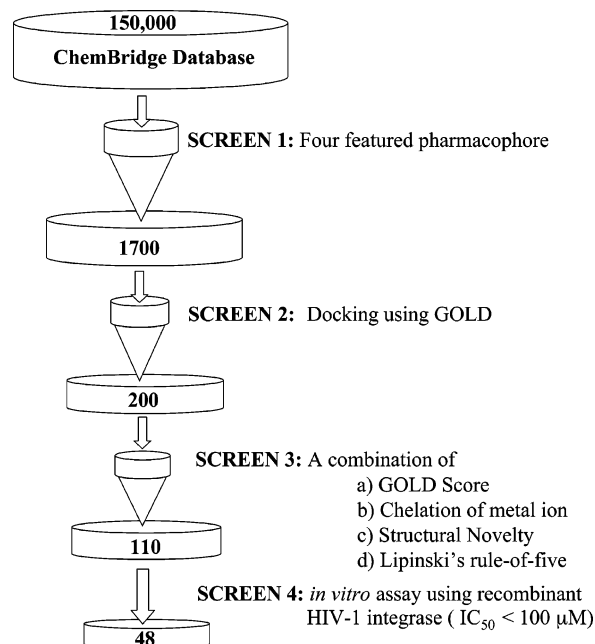 150,000
ChemBridge Database
SCREEN 1: Four featured pharmacophore
1700
SCREEN 2: Docking using GOLD
200
SCREEN 3: A combination of
a) GOLD Score
b) Chelation of metal ion
c) Structural Novelty
d) Lipinski's rule-of-five
110
SCREEN 4: in vitro assay using recombinant
HIV-1 integrase ( IC50 < 100 μM)
48